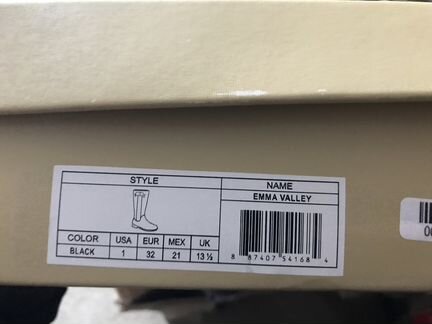 STYLE NAME
EMMA VALLEY
COLOR USA EUR MEX UK
BLACK 1 32 21 13 ½
8 87407 54168 4